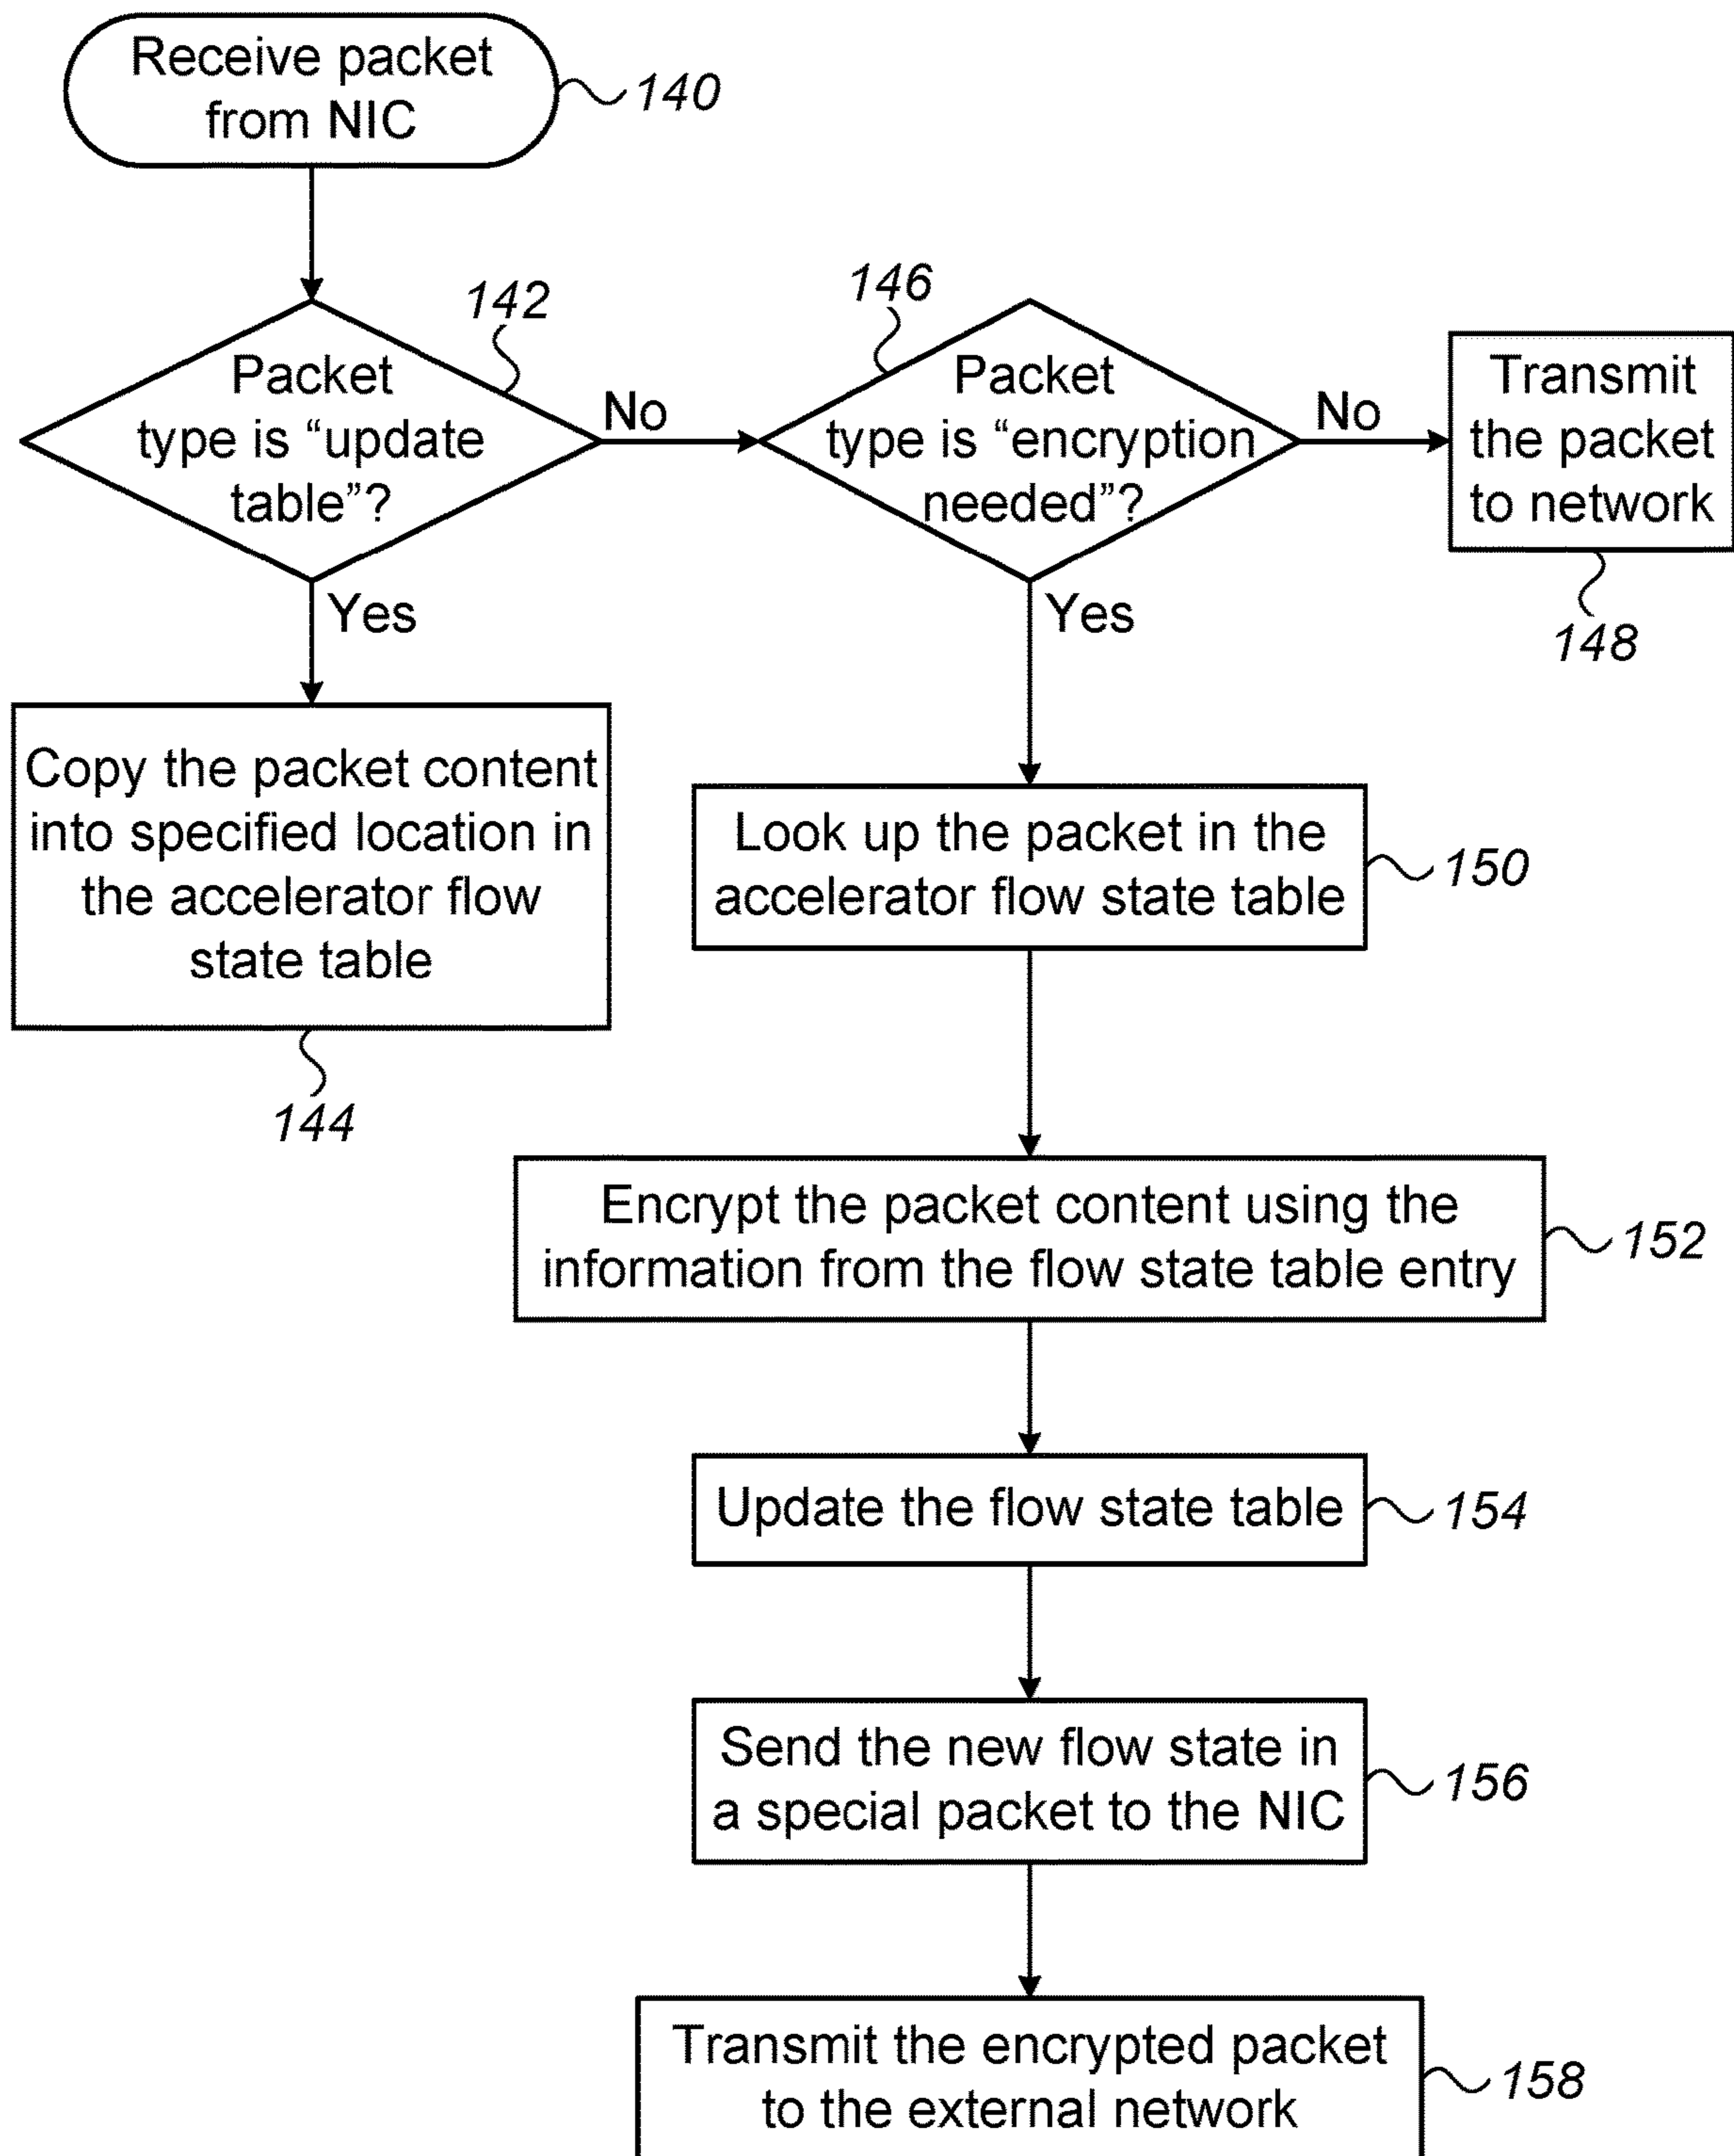 Receive packet
from NIC
140
142
Packet
type is “update
table”?
No
Yes
146
Packet
type is “encryption
needed”?
No
Yes
Transmit
the packet
to network
148
Copy the packet content
into specified location in
the accelerator flow
state table
144
Look up the packet in the
accelerator flow state table
150
Encrypt the packet content using the
information from the flow state table entry
152
Update the flow state table
154
Send the new flow state in
a special packet to the NIC
156
Transmit the encrypted packet
to the external network
158